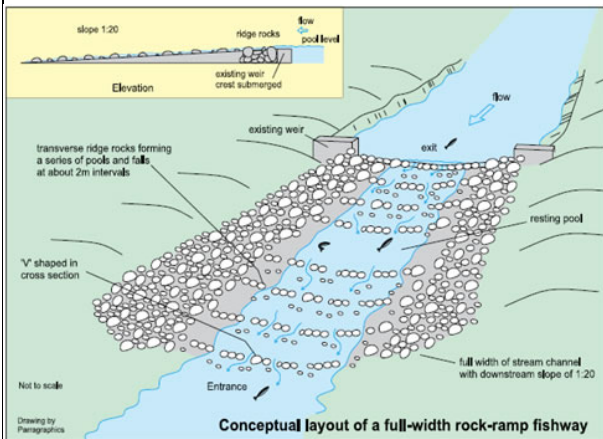 slope 1:20
ridge rocks
flow
pool level
existing weir
crest submerged
Elevation
flow
existing weir
exit
transverse ridge rocks forming
a series of pools and falls
at about 2m intervals
resting pool
'V' shaped in
cross section
full width of stream channel
with downstream slope of 1:20
Not to scale
Entrance
Drawing by
Parragraphics
Conceptual layout of a full-width rock-ramp fishway